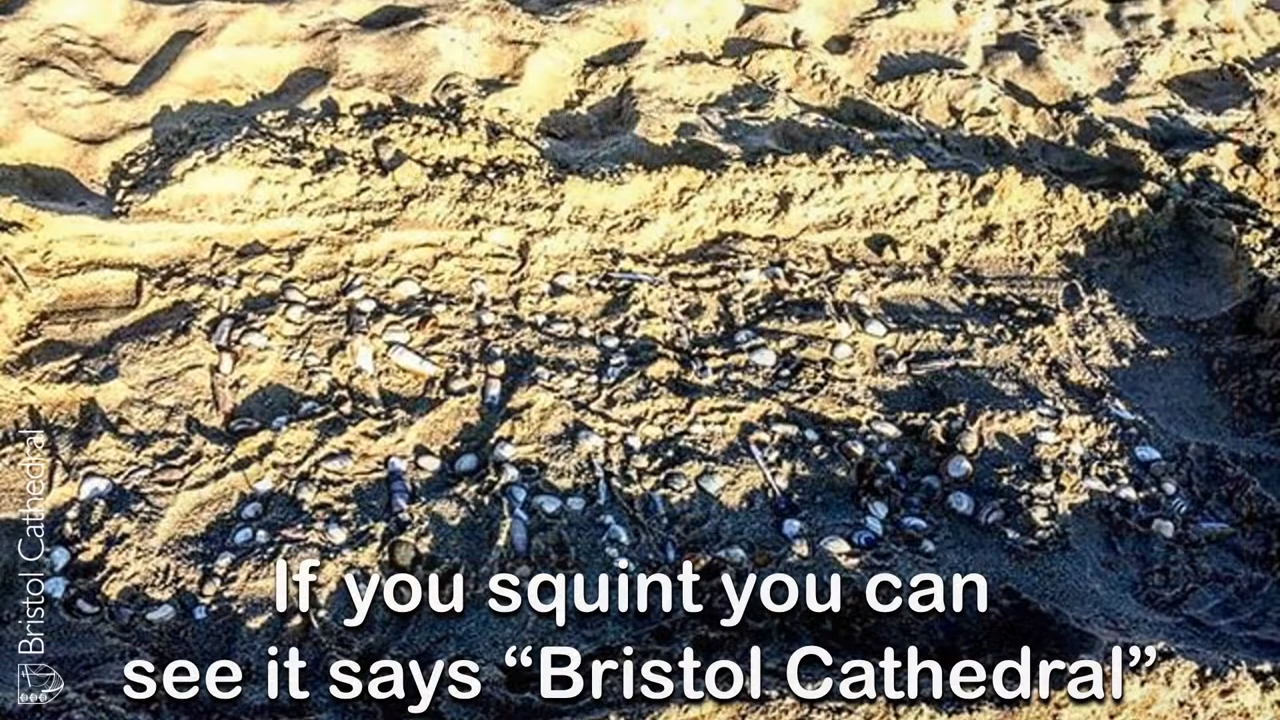 If you squint you can
see it says “Bristol Cathedral”
Bristol Cathedral